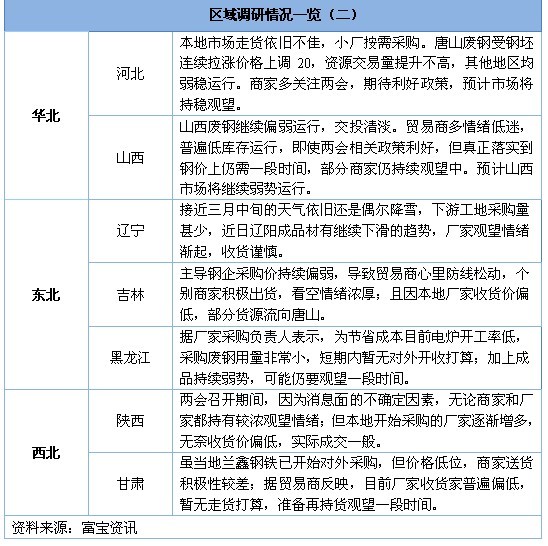 区域调研情况一览（二）
华北
河北
本地市场走货依旧不佳，小厂按需采购。唐山废钢受钢坯
连续拉涨价格上调 20，资源交易量提升不高，其他地区均
弱稳运行。商家多关注两会，期待利好政策，预计市场将
持稳观望。
山西
山西废钢继续偏弱运行，交投清淡。贸易商多情绪低迷，
普遍低库存运行，即使两会相关政策利好，但真正落实到
钢价上仍需一段时间，部分商家仍持续观望中。预计山西
市场将继续弱势运行。
东北
辽宁
接近三月中旬的天气依旧还是偶尔降雪，下游工地采购量
甚少，近日辽阳成品材有继续下滑的趋势，厂家观望情绪
渐起，收货谨慎。
吉林
主导钢企采购价持续偏弱，导致贸易商心里防线松动，个
别商家积极出货，看空情绪浓厚；且因本地厂家收货价偏
低，部分货源流向唐山。
黑龙江
据厂家采购负责人表示，为节省成本目前电炉开工率低，
采购废钢用量非常小，短期内暂无对外开收打算；加上成
品持续弱势，可能仍要观望一段时间。
西北
陕西
两会召开期间，因为消息面的不确定因素，无论商家和厂
家都持有较浓观望情绪；但本地开始采购的厂家逐渐增多，
无奈收货价偏低，实际成交一般。
甘肃
虽当地兰鑫钢铁已开始对外采购，但价格低位，商家送货
积极性较差；据贸易商反映，目前厂家收货家普遍偏低，
暂无走货打算，准备再持货观望一段时间。
资料来源：富宝资讯